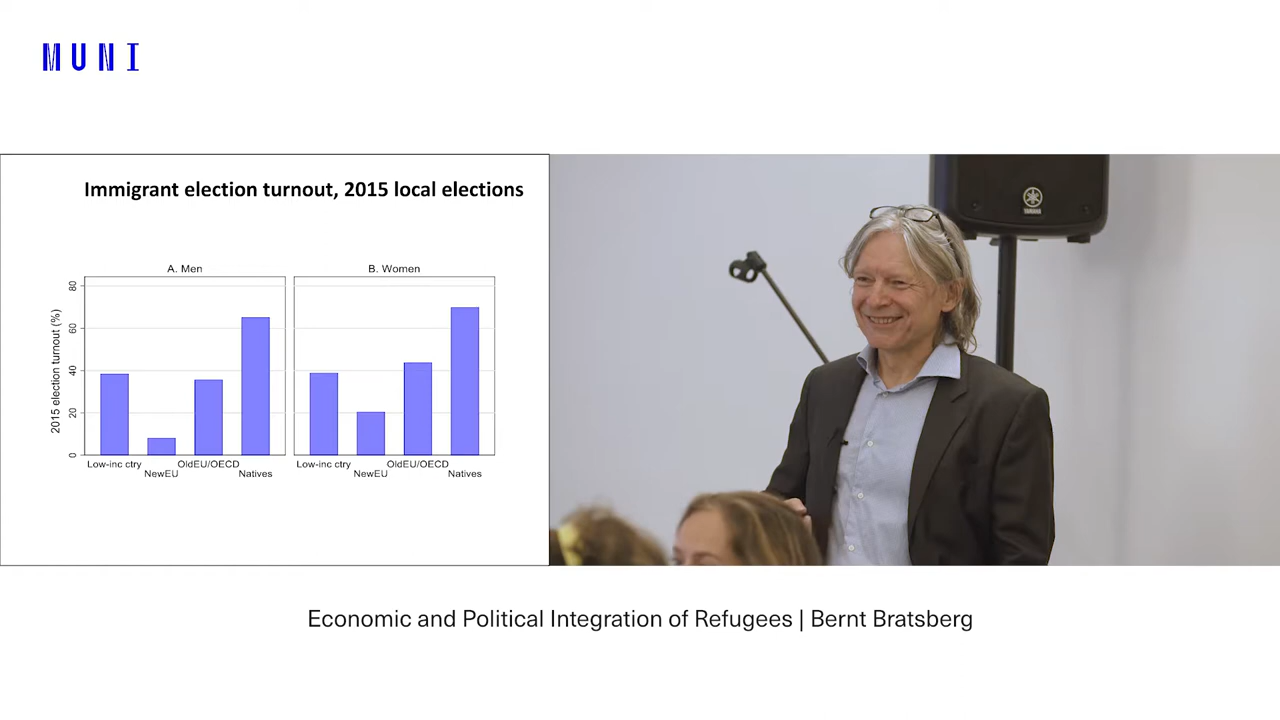 MUNI
Immigrant election turnout, 2015 local elections
A. Men
B. Women
2015 election turnout (%)
80
60
40
20
0
Low-inc ctry
NewEU
OldEU/OECD
Natives
Low-inc ctry
NewEU
OldEU/OECD
Natives
YAMAHA
Economic and Political Integration of Refugees | Bernt Bratsberg